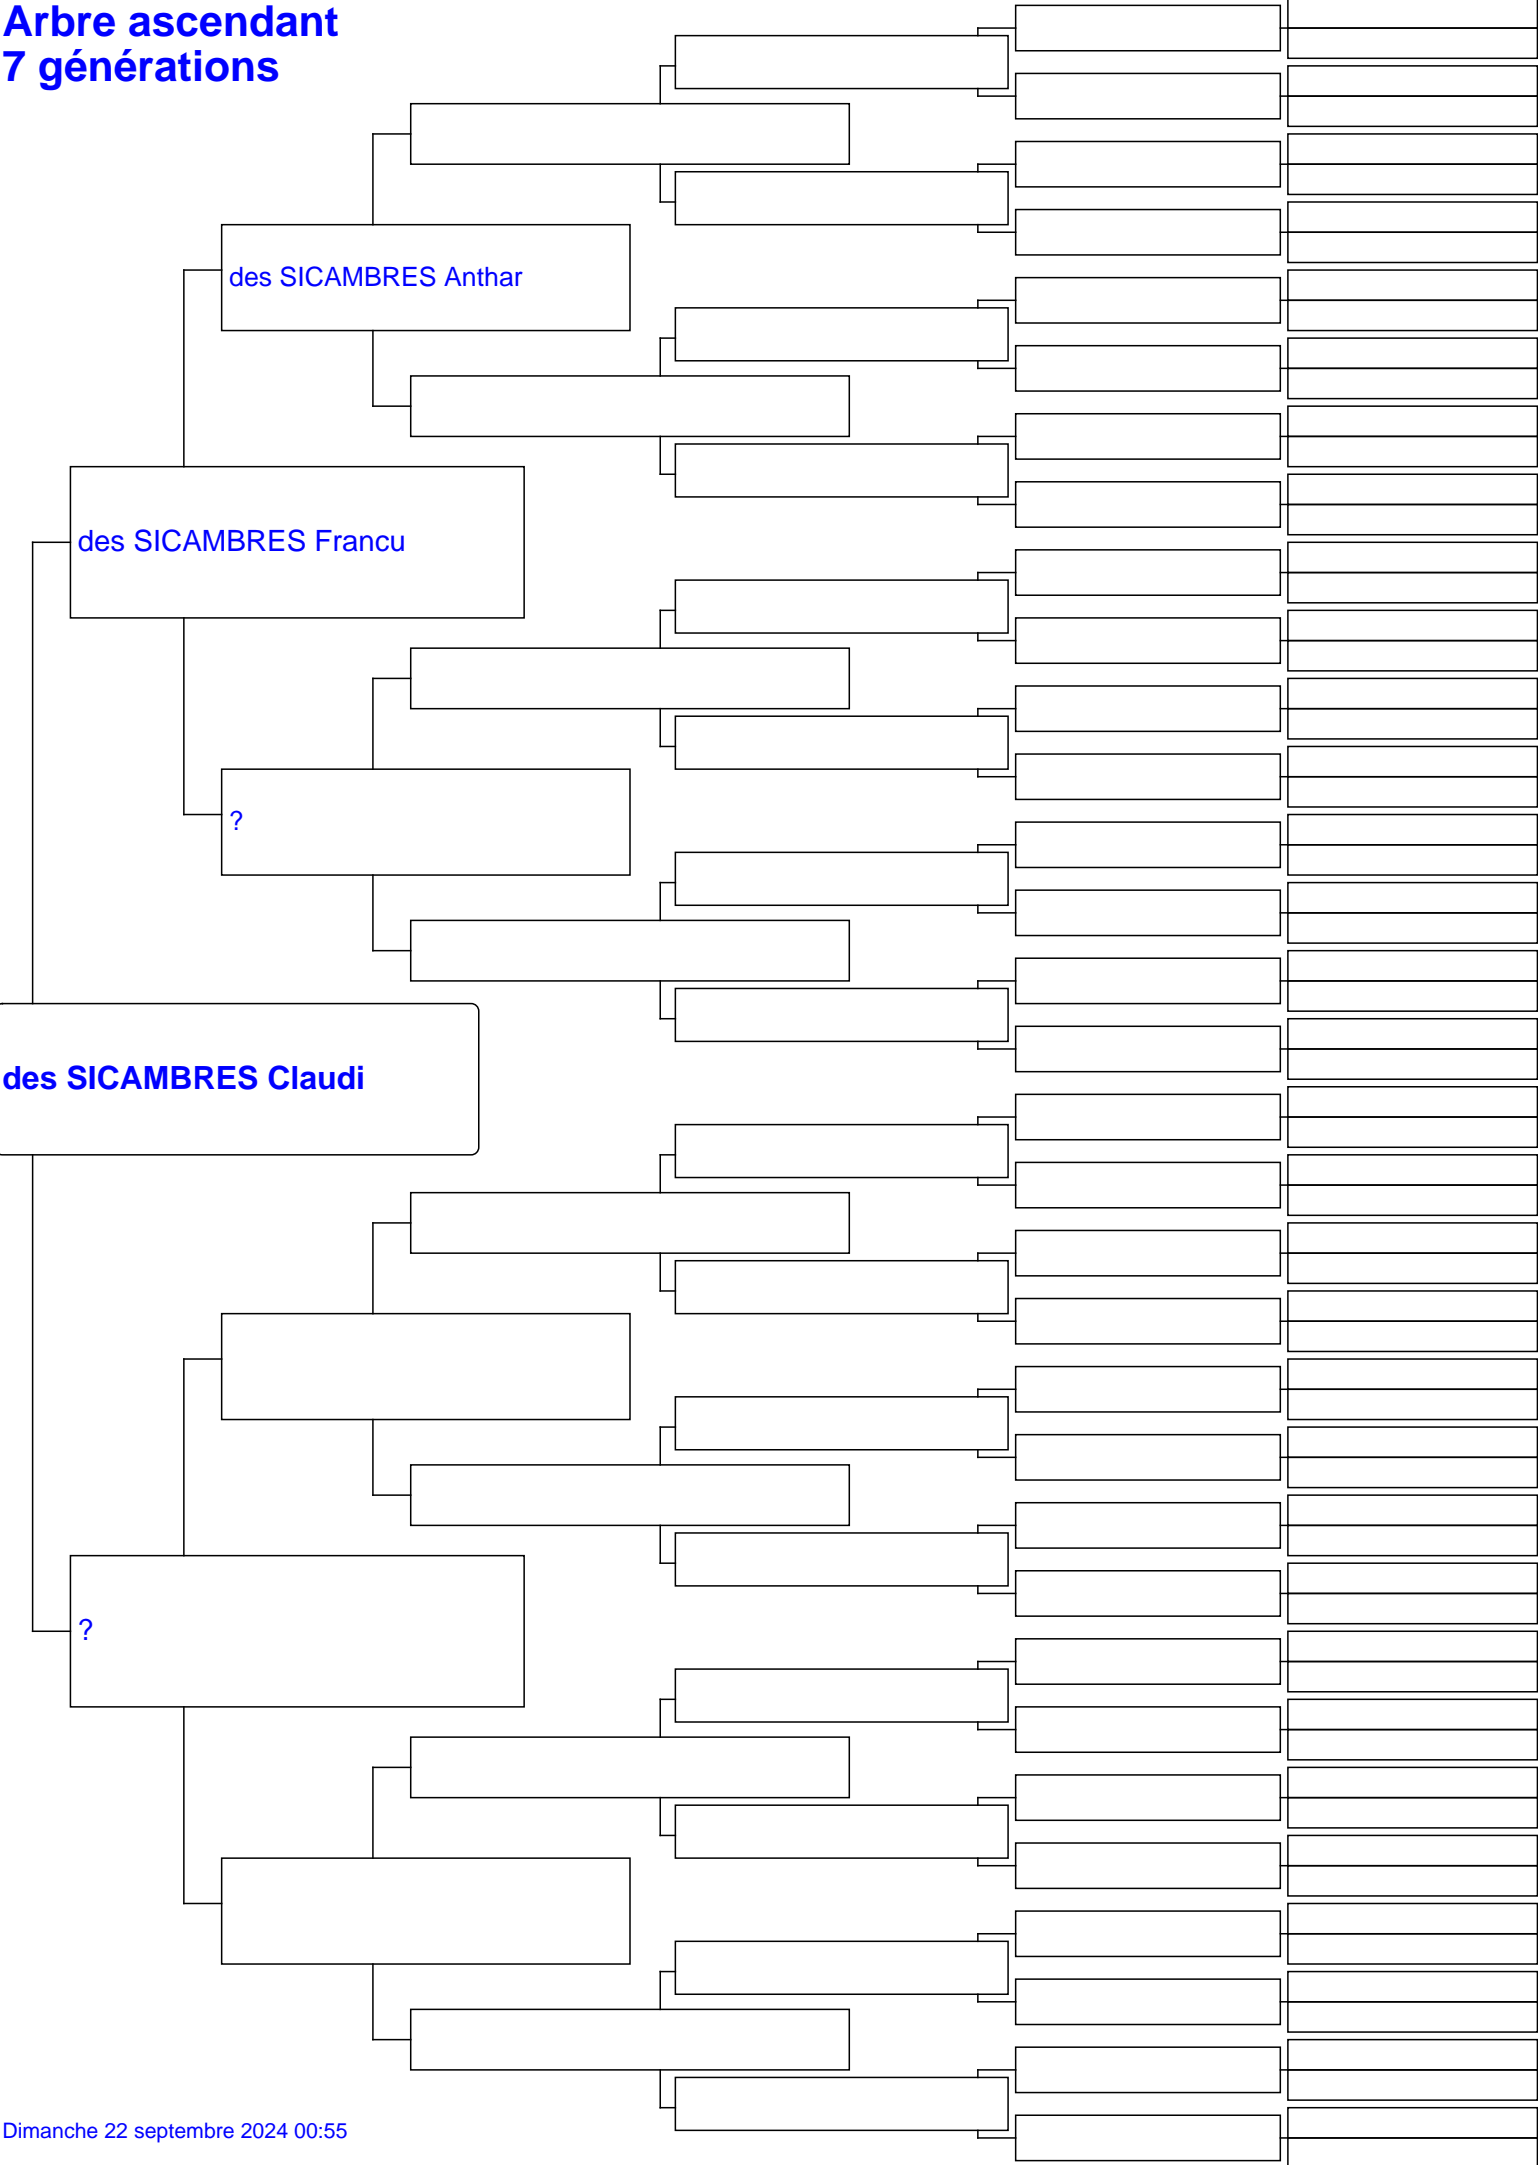 Arbre ascendant
7 générations
des SICAMBRES Anthar
des SICAMBRES Francu
?
des SICAMBRES Claudi
?
Dimanche 22 septembre 2024 00:55